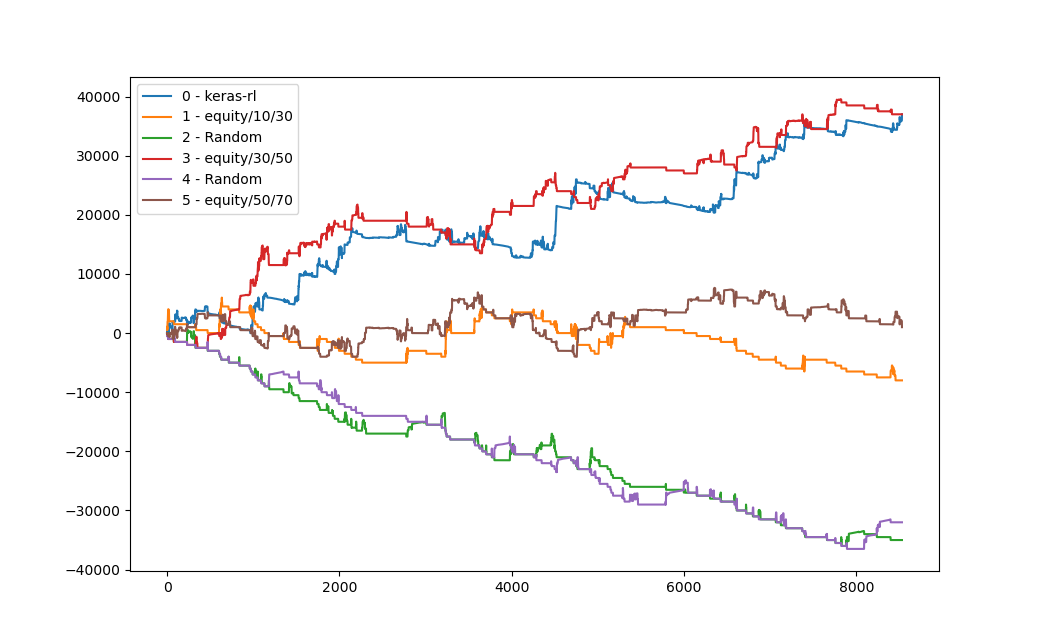 0 - keras-rl
1 - equity/10/30
2 - Random
3 - equity/30/50
4 - Random
5 - equity/50/70
40000
30000
20000
10000
0
−10000
−20000
−30000
−40000
0 2000 4000 6000 8000